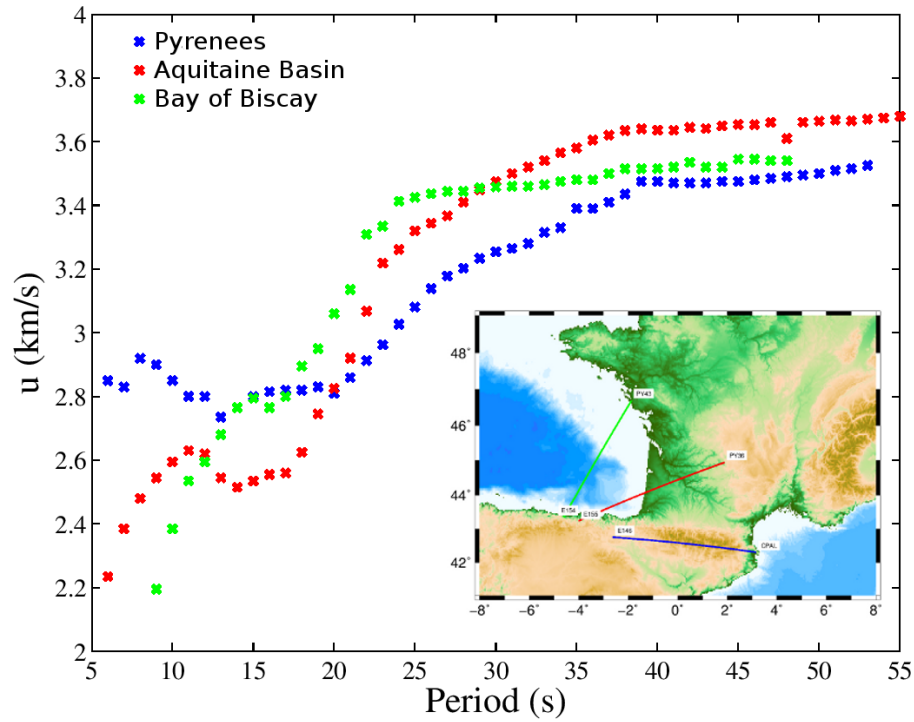 4
3.8
3.6
3.4
3.2
3
2.8
2.6
2.4
2.2
2
u (km/s)
Pyrenees
Aquitaine Basin
Bay of Biscay
48˚
46˚
44˚
42˚
PY43
PY36
E154
E155
E146
−8˚ −6˚ −4˚ −2˚ 0˚ 2˚ 4˚ 6˚ 8˚
5 10 15 20 25 30 35 40 45 50 55
Period (s)